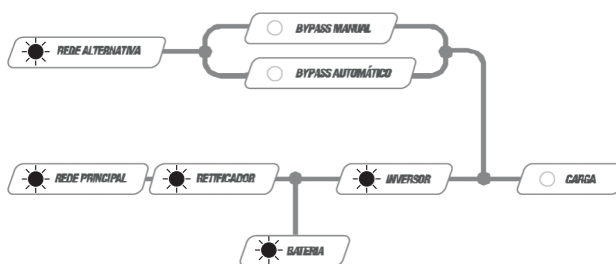 BYPASS MANUAL
REDE ALTERNATIVA
BYPASS AUTOMÁTICO
REDE PRINCIPAL
RETIFICADOR
INVERSOR
CARGA
BATERIA